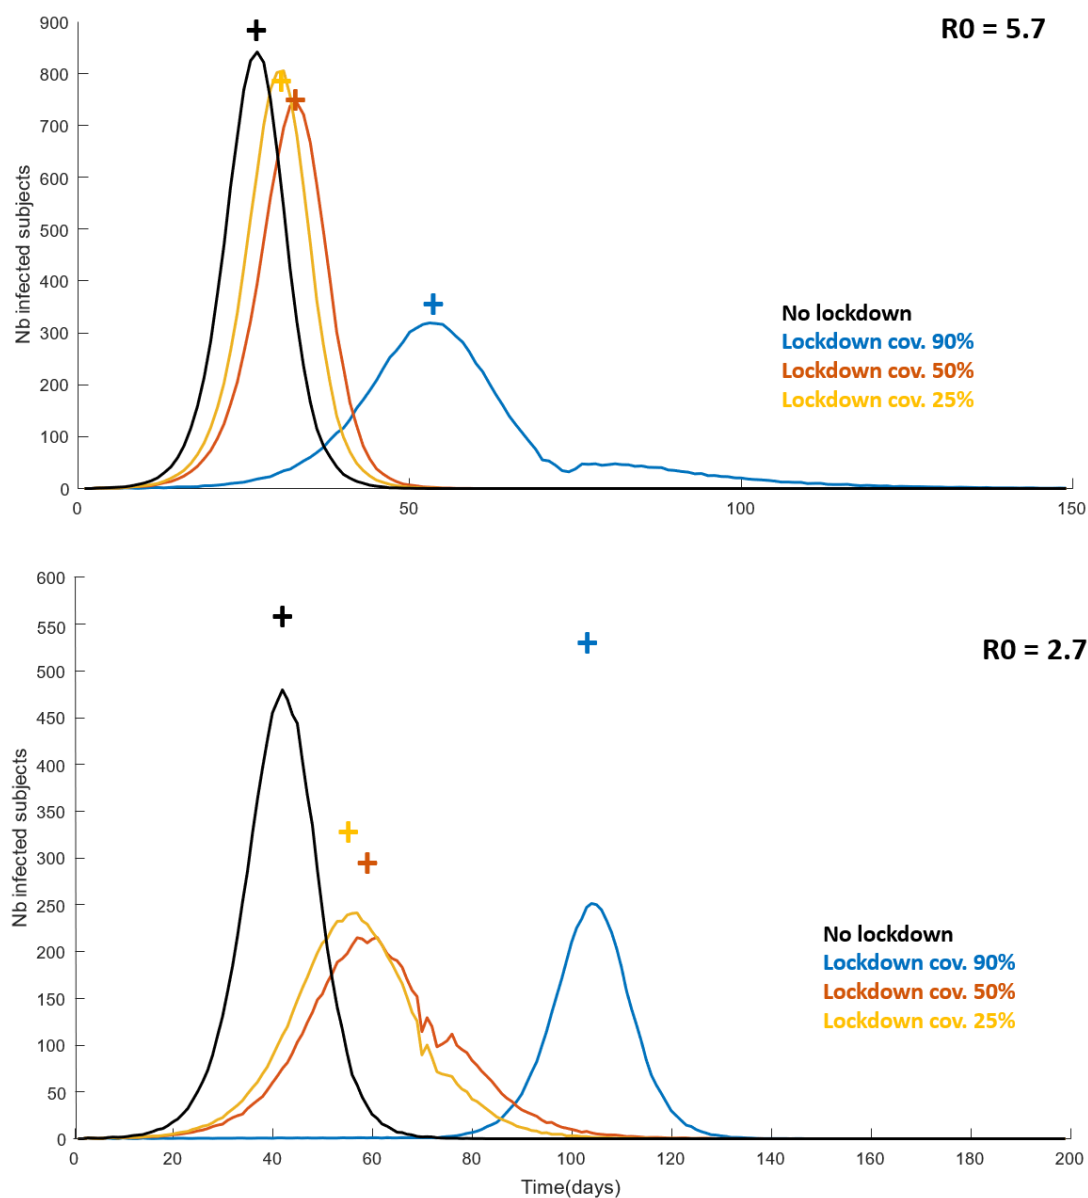 R0 = 5.7
900
800
700
600
500
400
300
200
100
0
Nb infected subjects
No lockdown
Lockdown cov. 90%
Lockdown cov. 50%
Lockdown cov. 25%
0 50 100 150
R0 = 2.7
600
550
500
450
400
350
300
250
200
150
100
50
0
Nb infected subjects
No lockdown
Lockdown cov. 90%
Lockdown cov. 50%
Lockdown cov. 25%
0 20 40 60 80 100 120 140 160 180 200
Time(days)